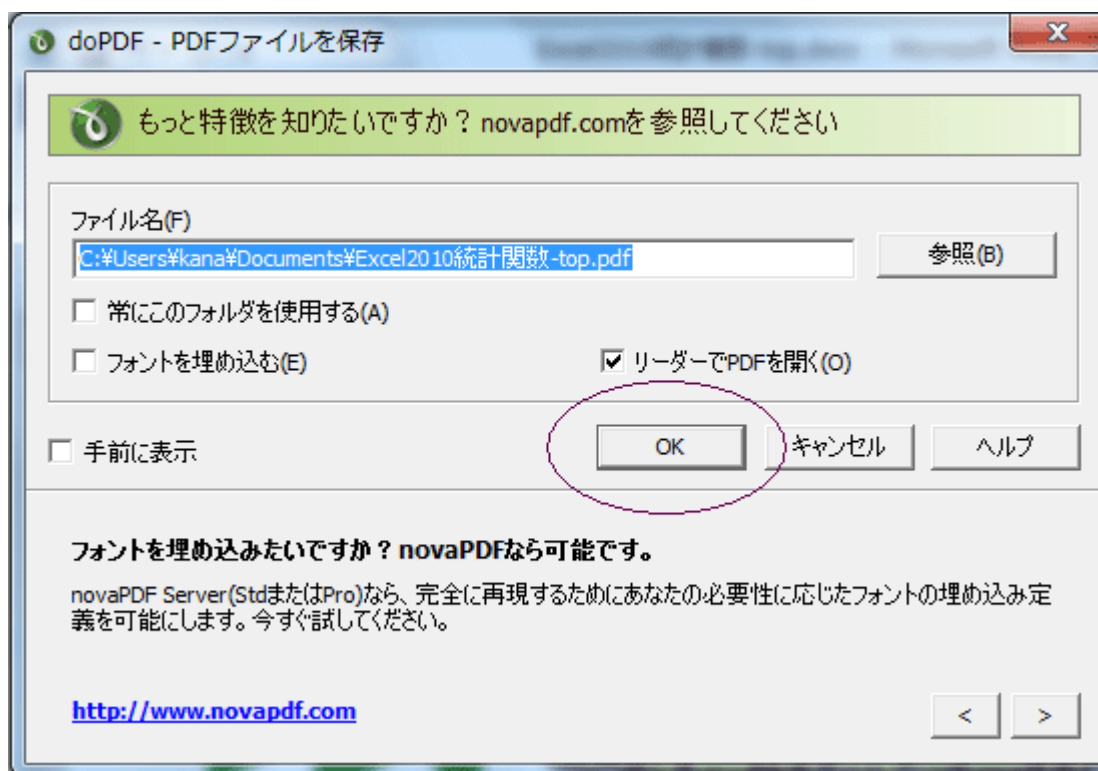 doPDF - PDFファイルを保存
もっと特徴を知りたいですか？novapdf.comを参照してください
ファイル名(F)
C:¥Users¥kana¥Documents¥Excel2010統計関数-top.pdf
参照(B)
常にこのフォルダを使用する(A)
フォントを埋め込む(E)
リーダーでPDFを開く(O)
手前に表示
OK
キャンセル
ヘルプ
フォントを埋め込みたいですか？novaPDFなら可能です。
novaPDF Server(StdまたはPro)なら、完全に再現するためにあなたの必要性に応じたフォントの埋め込み定
義を可能にします。今すぐ試してください。
http://www.novapdf.com
<
>